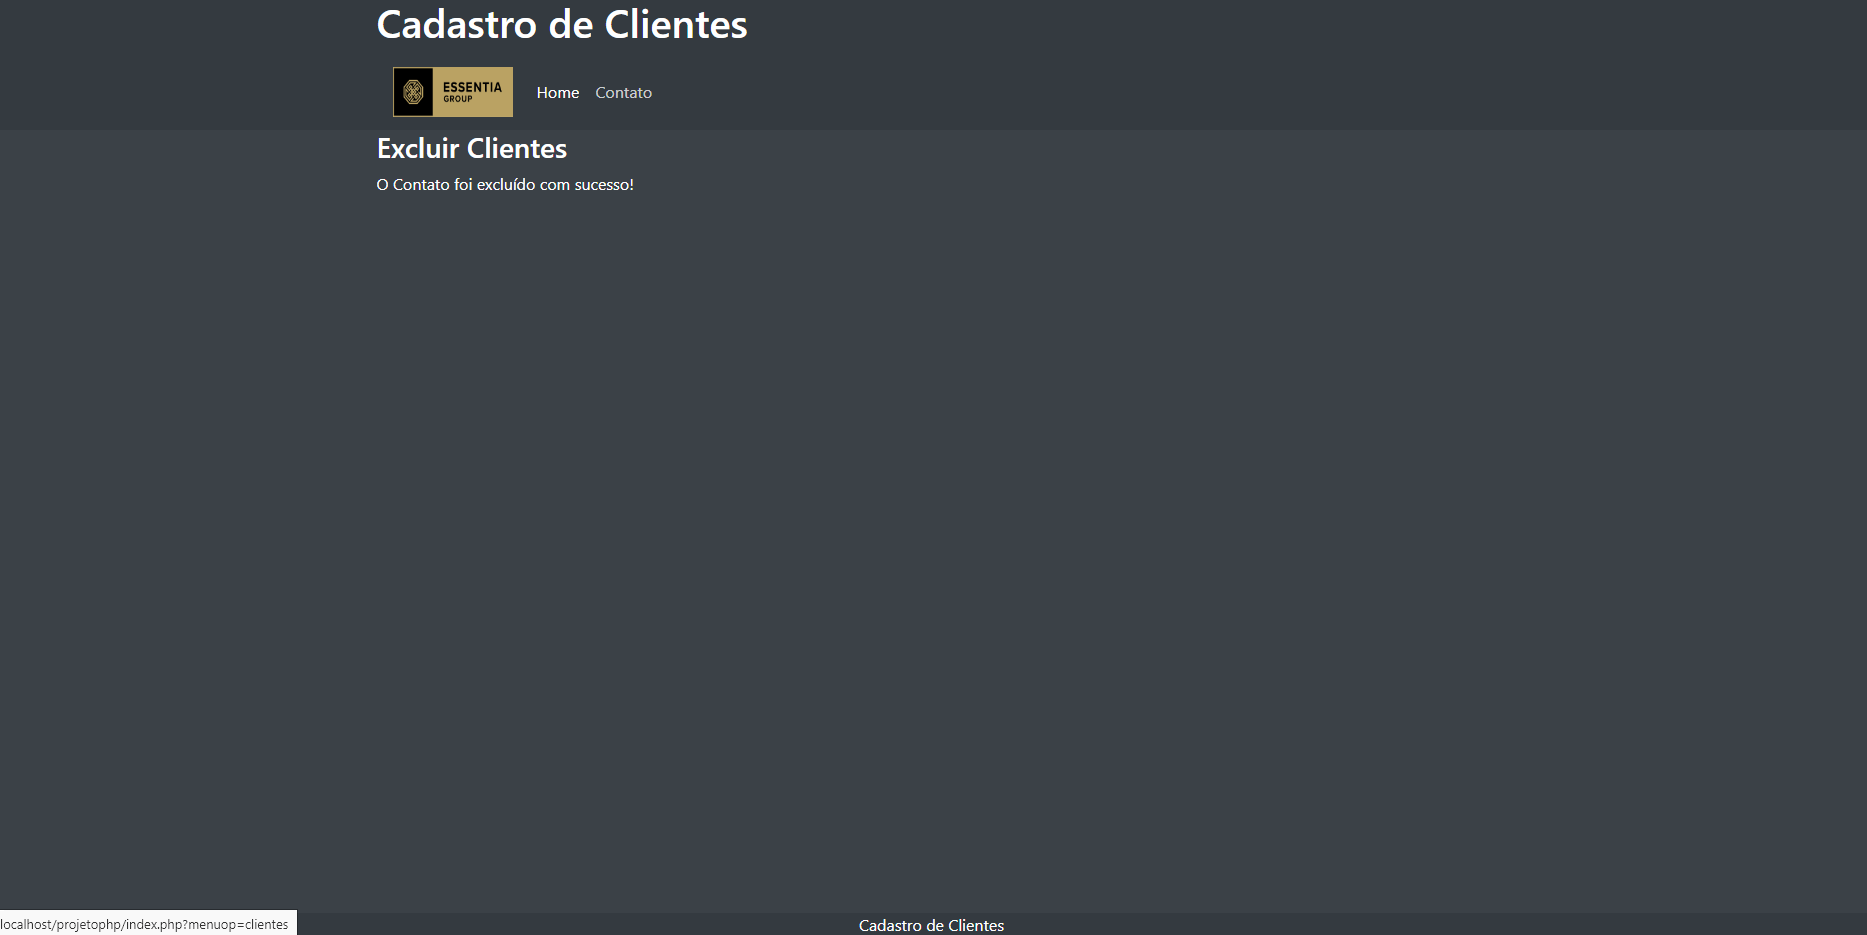 Cadastro de Clientes
ESSENTIA
GROUP
Home Contato
Excluir Clientes
O Contato foi excluído com sucesso!
localhost/projetophp/index.php?menuop=clientes
Cadastro de Clientes